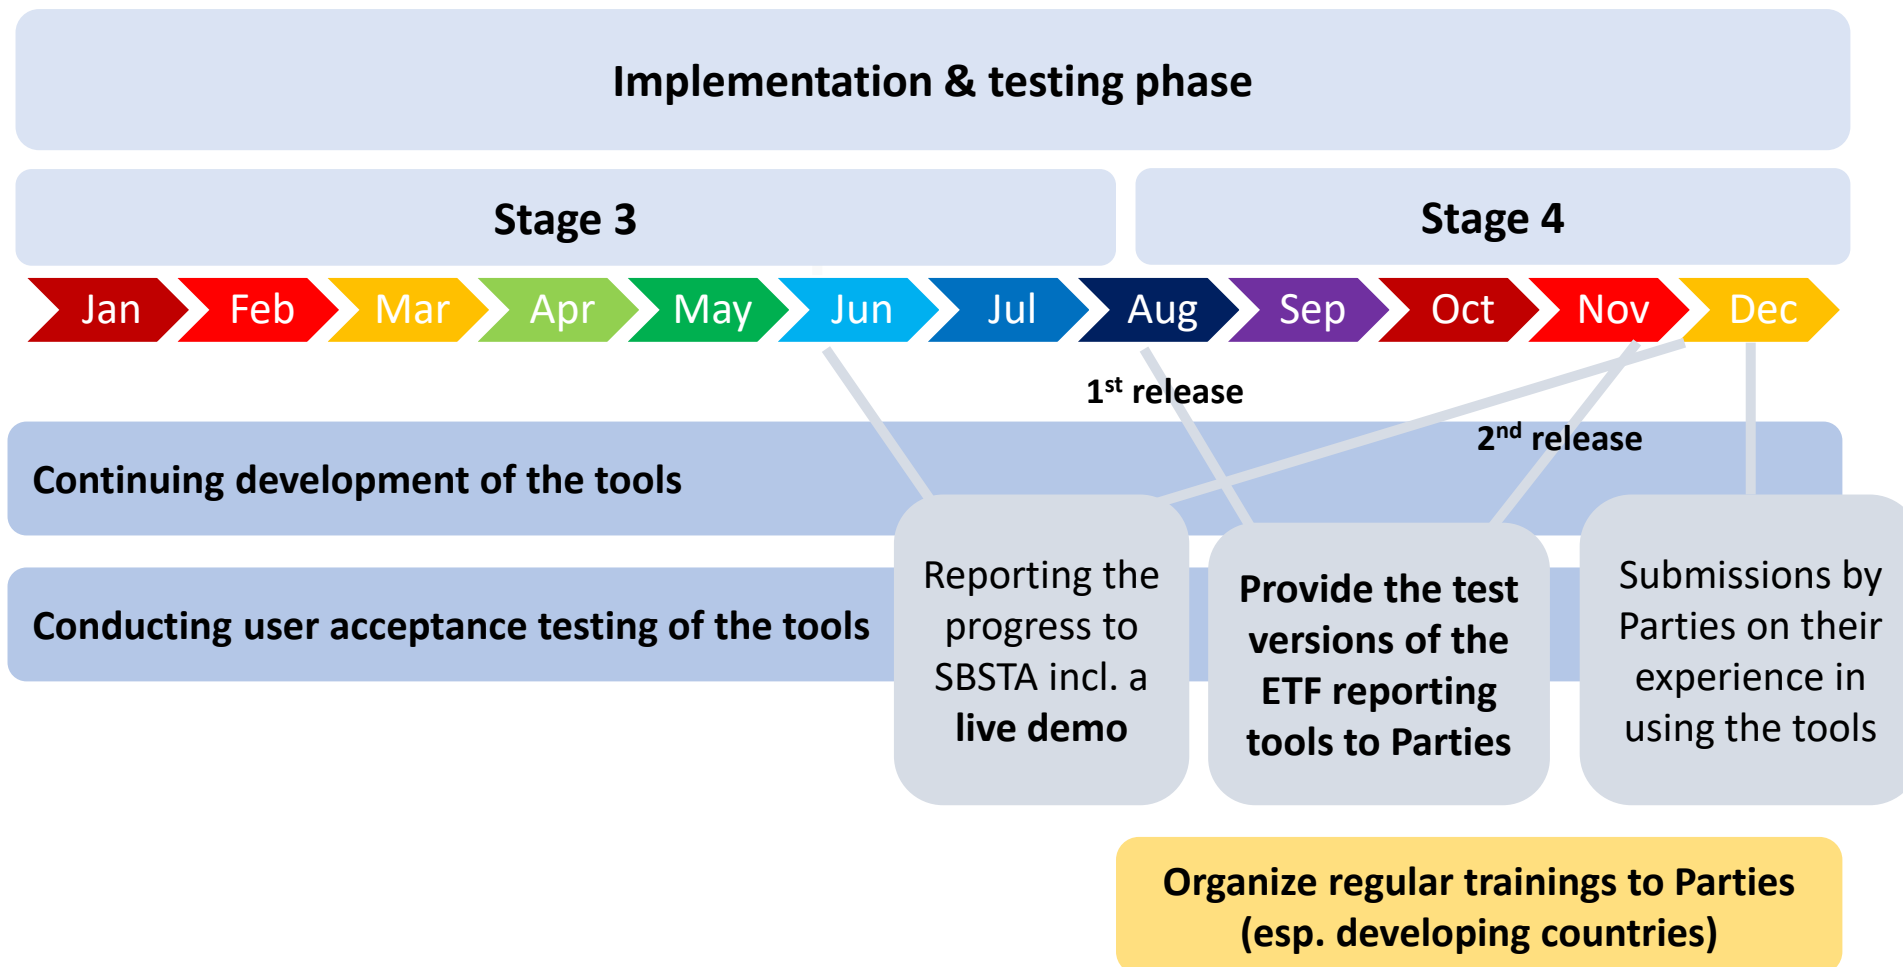 Implementation & testing phase
Stage 3
Stage 4
Jan
Feb
Mar
Apr
May
Jun
Jul
Aug
Sep
Oct
Nov
Dec
1st release
2nd release
Continuing development of the tools
Conducting user acceptance testing of the tools
Reporting the
progress to
SBSTA incl. a
live demo
Provide the test
versions of the
ETF reporting
tools to Parties
Submissions by
Parties on their
experience in
using the tools
Organize regular trainings to Parties
(esp. developing countries)